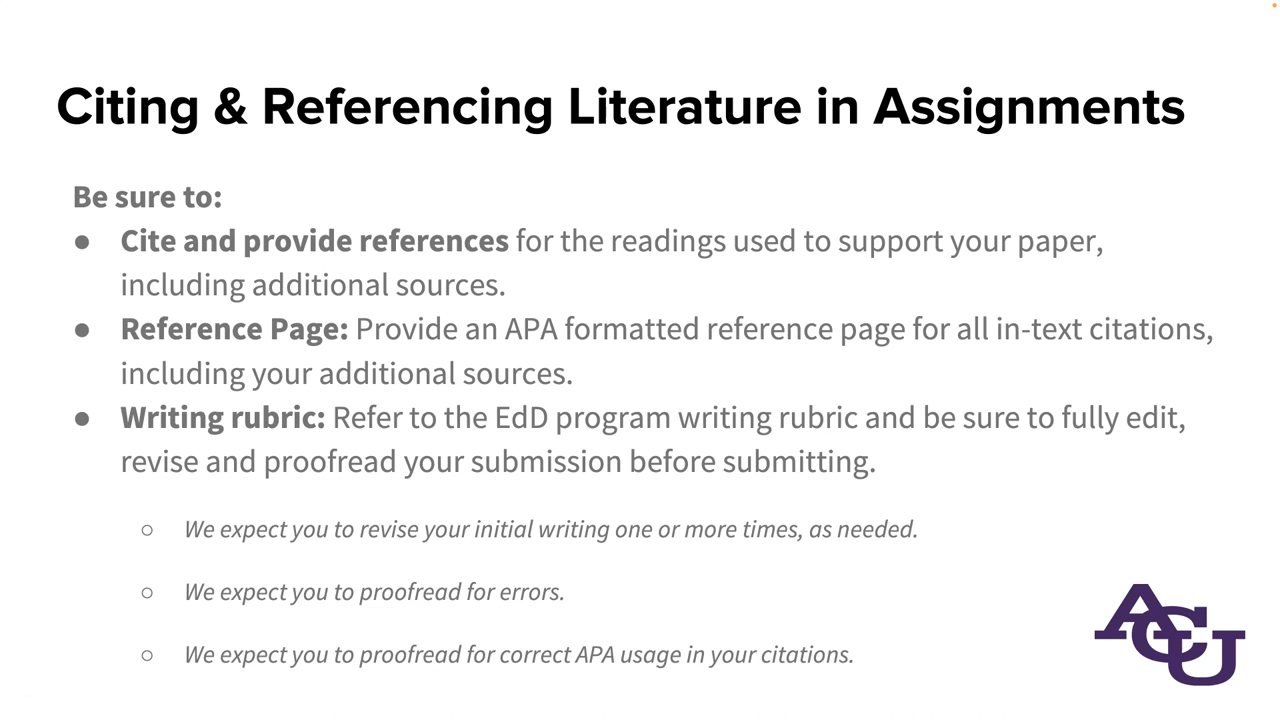 Citing & Referencing Literature in Assignments
Be sure to:
● Cite and provide references for the readings used to support your paper,
including additional sources.
● Reference Page: Provide an APA formatted reference page for all in-text citations,
including your additional sources.
● Writing rubric: Refer to the EdD program writing rubric and be sure to fully edit,
revise and proofread your submission before submitting.
○ We expect you to revise your initial writing one or more times, as needed.
○ We expect you to proofread for errors.
○ We expect you to proofread for correct APA usage in your citations.
ACU